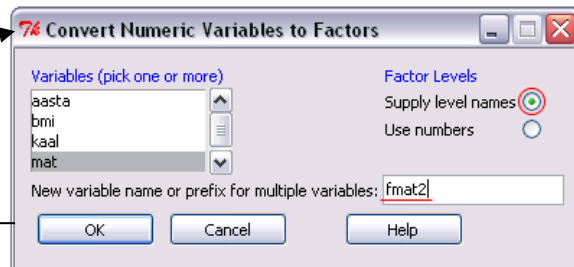 Convert Numeric Variables to Factors
Variables (pick one or more)
aasta
bmi
kaal
mat
Factor Levels
Supply level names
Use numbers
New variable name or prefix for multiple variables: fmat2
OK Cancel Help